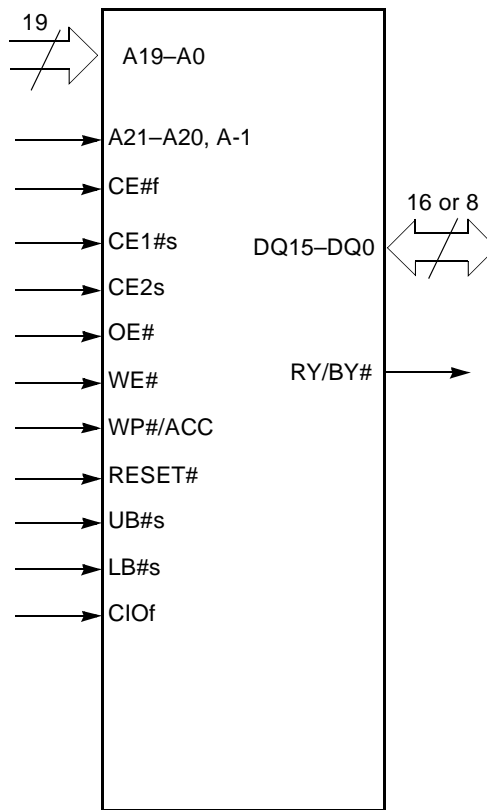 19
A19–A0
A21–A20, A-1
CE#f
16 or 8
CE1#s
DQ15–DQ0
CE2s
OE#
WE#
RY/BY#
WP#/ACC
RESET#
UB#s
LB#s
CIOf